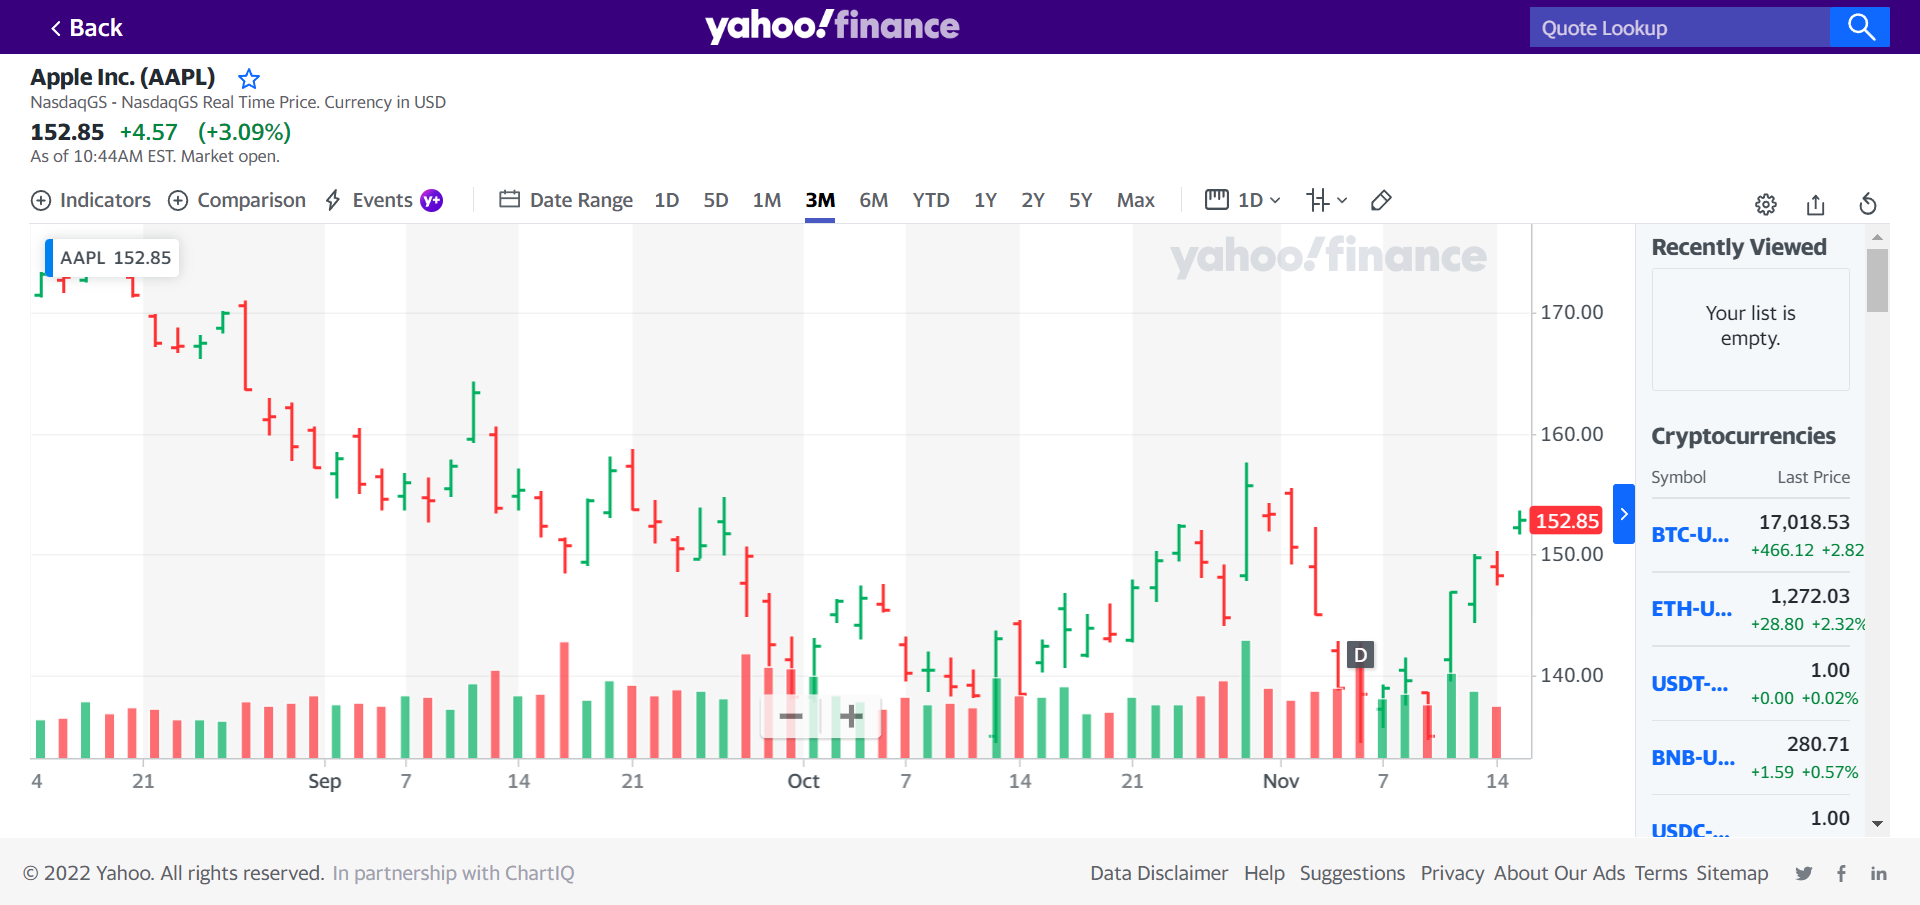 Back
yahoo!finance
Quote Lookup
Apple Inc. (AAPL)
NasdaqGS - NasdaqGS Real Time Price. Currency in USD
152.85 +4.57 (+3.09%)
As of 10:44AM EST. Market open.
Indicators Comparison Events y+ Date Range 1D 5D 1M 3M 6M YTD 1Y 2Y 5Y Max 1D
AAPL 152.85
yahoo!finance
170.00
160.00
152.85
150.00
140.00
D
4 21 Sep 7 14 21 Oct 7 14 21 Nov 7 14
Recently Viewed
Your list is
empty.
Cryptocurrencies
Symbol Last Price
BTC-U... 17,018.53
+466.12 +2.82
ETH-U... 1,272.03
+28.80 +2.32%
USDT-... 1.00
+0.00 +0.02%
BNB-U... 280.71
+1.59 +0.57%
USDC-... 1.00
© 2022 Yahoo. All rights reserved. In partnership with ChartIQ
Data Disclaimer Help Suggestions Privacy About Our Ads Terms Sitemap